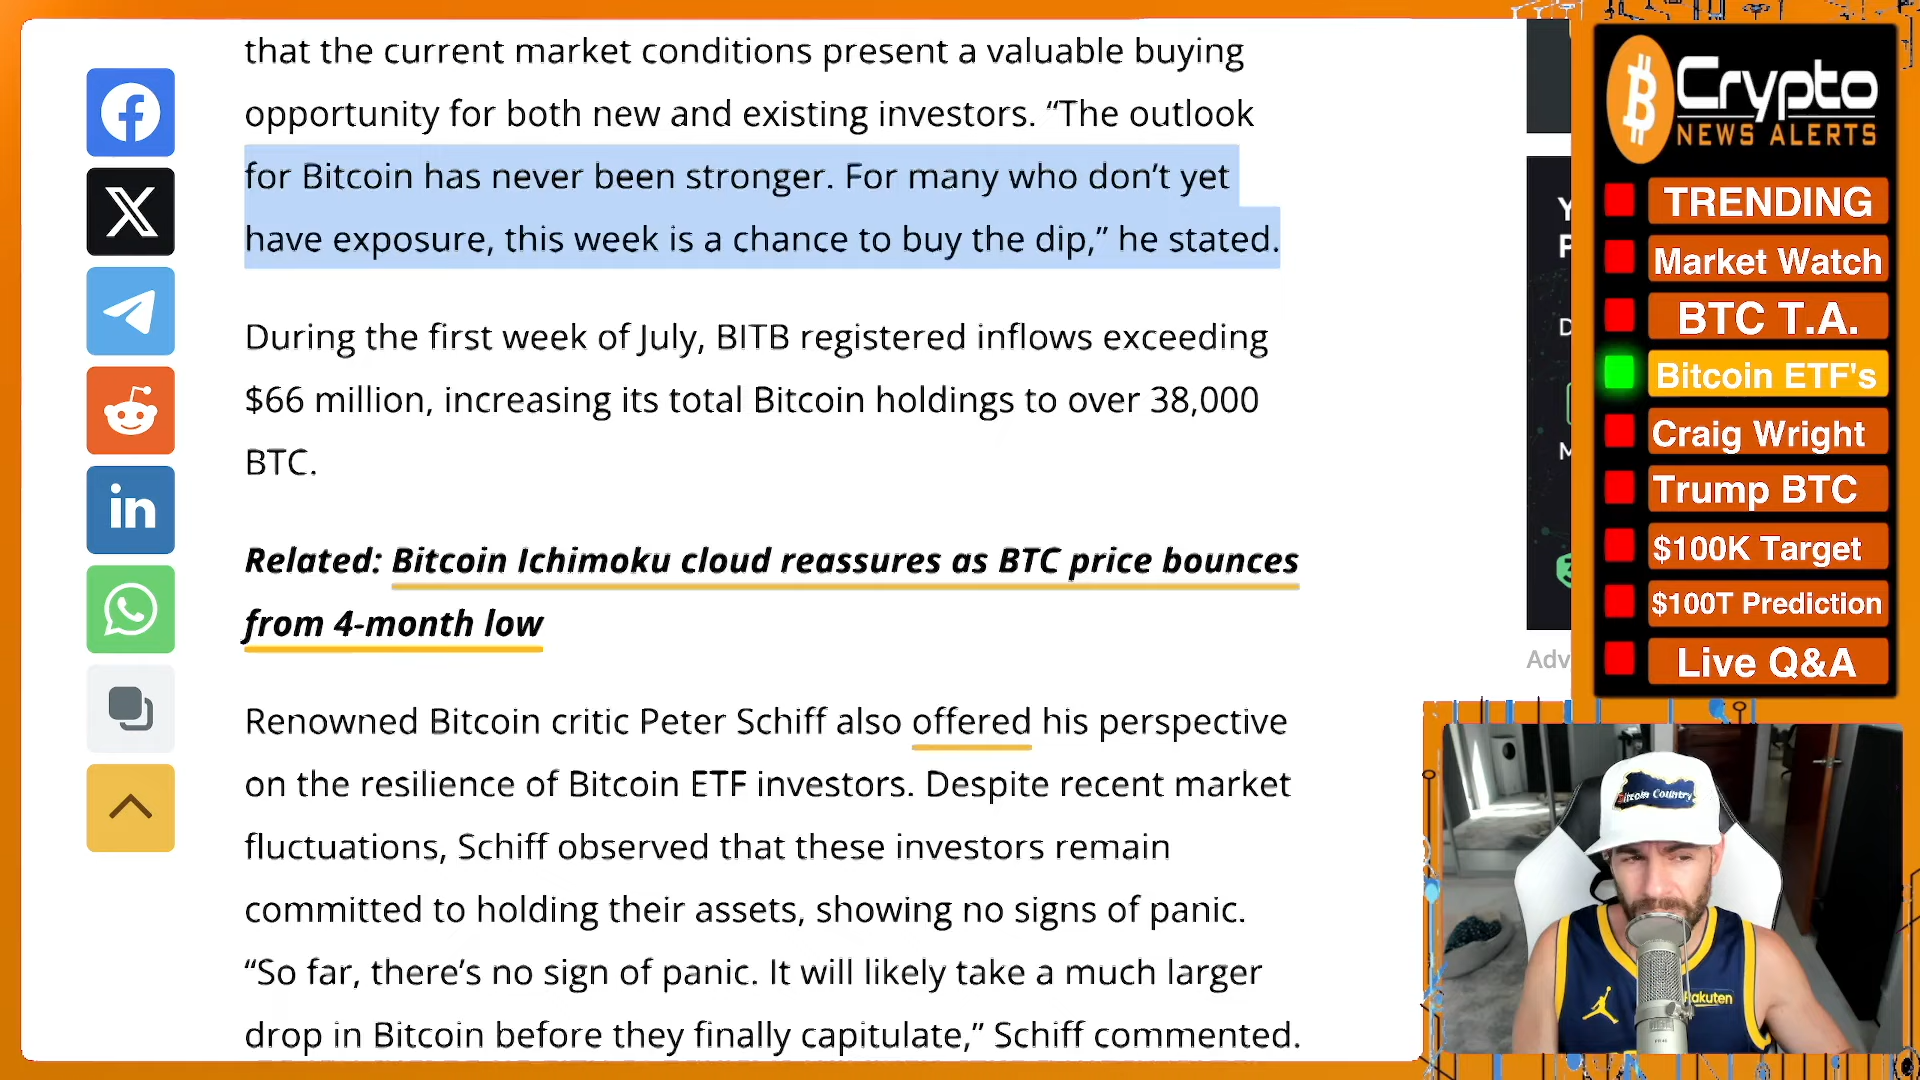 that the current market conditions present a valuable buying
opportunity for both new and existing investors. “The outlook
for Bitcoin has never been stronger. For many who don’t yet
have exposure, this week is a chance to buy the dip,” he stated.
During the first week of July, BITB registered inflows exceeding
$66 million, increasing its total Bitcoin holdings to over 38,000
BTC.
Related: Bitcoin Ichimoku cloud reassures as BTC price bounces
from 4-month low
Renowned Bitcoin critic Peter Schiff also offered his perspective
on the resilience of Bitcoin ETF investors. Despite recent market
fluctuations, Schiff observed that these investors remain
committed to holding their assets, showing no signs of panic.
“So far, there’s no sign of panic. It will likely take a much larger
drop in Bitcoin before they finally capitulate,” Schiff commented.
Adv
Crypto
NEWS ALERTS
TRENDING
Market Watch
BTC T.A.
Bitcoin ETF's
Craig Wright
Trump BTC
$100K Target
$100T Prediction
Live Q&A
Bitcoin Country
Rakuten